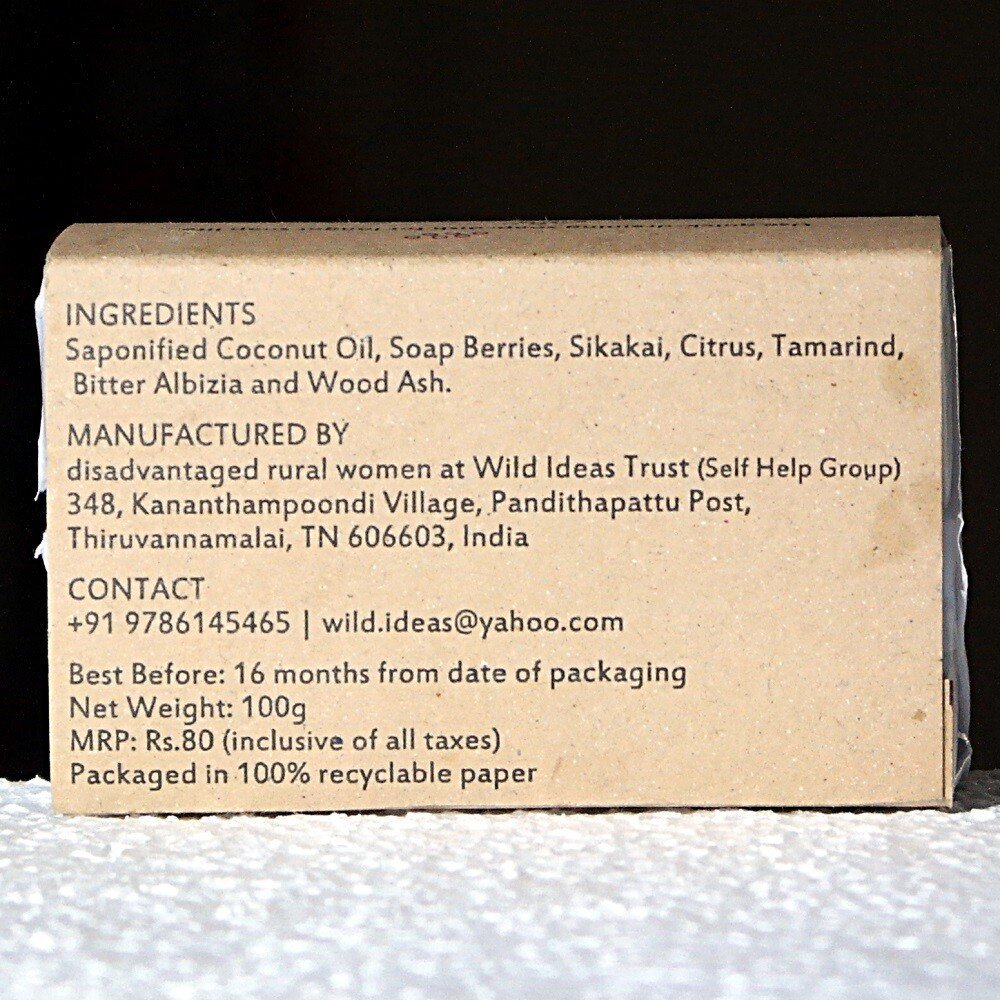 INGREDIENTS
Saponified Coconut Oil, Soap Berries, Sikakai, Citrus, Tamarind,
Bitter Albizia and Wood Ash.
MANUFACTURED BY
disadvantaged rural women at Wild Ideas Trust (Self Help Group)
348, Kananthampoondi Village, Pandithapattu Post,
Thiruvannamalai, TN 606603, India
CONTACT
+91 9786145465 | wild.ideas@yahoo.com
Best Before: 16 months from date of packaging
Net Weight: 100g
MRP: Rs.80 (inclusive of all taxes)
Packaged in 100% recyclable paper